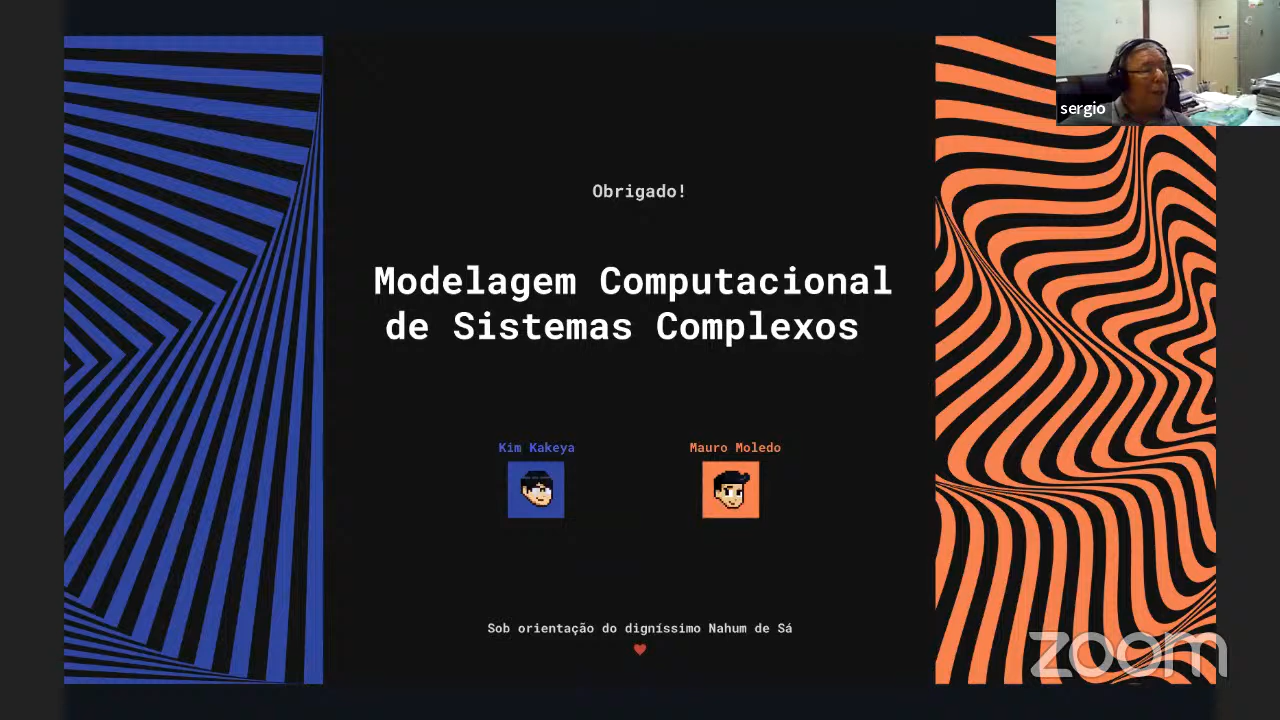 sergio
Obrigado!
Modelagem Computacional
de Sistemas Complexos
Kim Kakeya
Mauro Moledo
Sob orientação do digníssimo Nahum de Sá
zoom